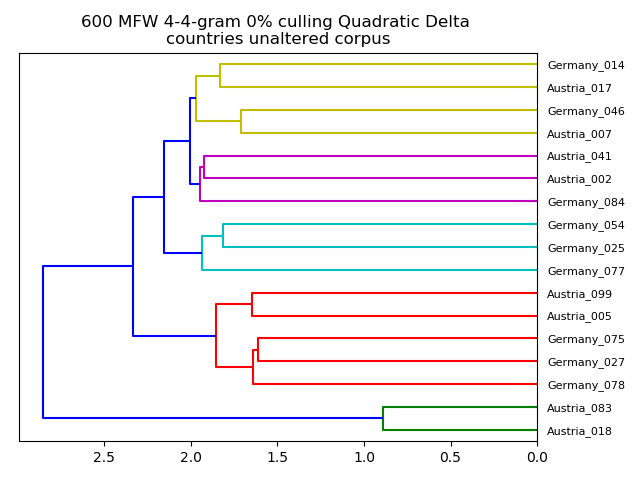 600 MFW 4-4-gram 0% culling Quadratic Delta
countries unaltered corpus
Germany_014
Austria_017
Germany_046
Austria_007
Austria_041
Austria_002
Germany_084
Germany_054
Germany_025
Germany_077
Austria_099
Austria_005
Germany_075
Germany_027
Germany_078
Austria_083
Austria_018
2.5 2.0 1.5 1.0 0.5 0.0